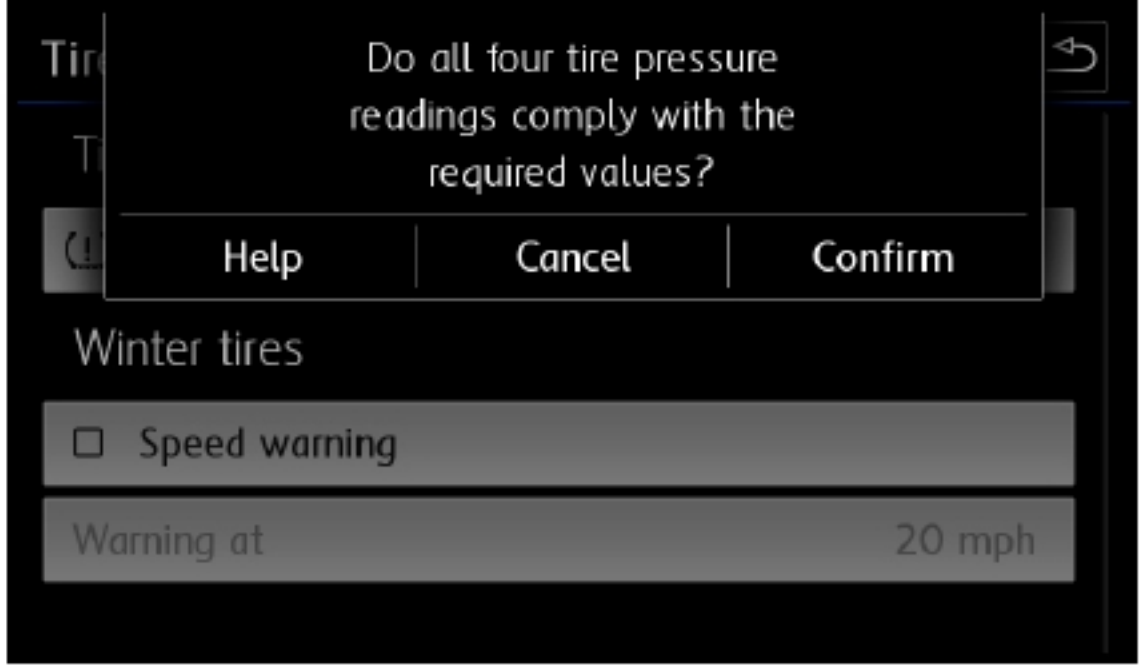 Do all four tire pressure
readings comply with the
required values?
Help Cancel Confirm
Winter tires
Speed warning
Warning at 20 mph